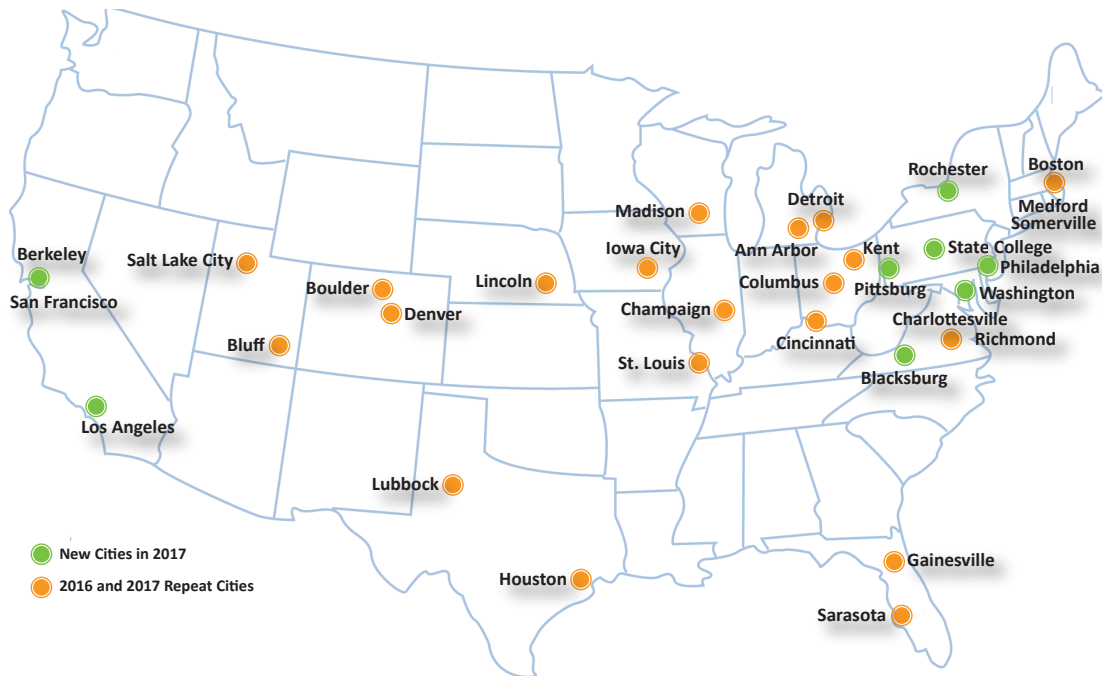 Rochester
Boston
Detroit
Medford
Somerville
Madison
Ann Arbor
Kent
State College
Iowa City
Philadelphia
Berkeley
Salt Lake City
Boulder
Lincoln
Columbus
Pittsburg
Washington
San Francisco
Denver
Champaign
Charlottesville
Richmond
Bluff
Cincinnati
St. Louis
Blacksburg
Los Angeles
Lubbock
New Cities in 2017
2016 and 2017 Repeat Cities
Gainesville
Houston
Sarasota